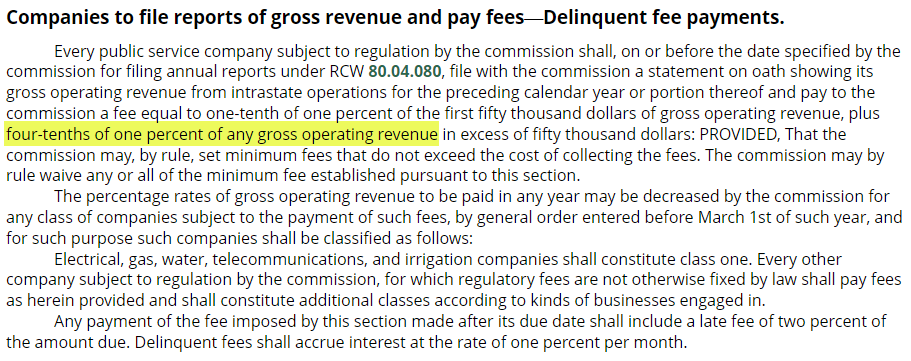 Companies to file reports of gross revenue and pay fees—Delinquent fee payments.
Every public service company subject to regulation by the commission shall, on or before the date specified by the
commission for filing annual reports under RCW 80.04.080, file with the commission a statement on oath showing its
gross operating revenue from intrastate operations for the preceding calendar year or portion thereof and pay to the
commission a fee equal to one-tenth of one percent of the first fifty thousand dollars of gross operating revenue, plus
four-tenths of one percent of any gross operating revenue in excess of fifty thousand dollars: PROVIDED, That the
commission may, by rule, set minimum fees that do not exceed the cost of collecting the fees. The commission may by
rule waive any or all of the minimum fee established pursuant to this section.
The percentage rates of gross operating revenue to be paid in any year may be decreased by the commission for
any class of companies subject to the payment of such fees, by general order entered before March 1st of such year, and
for such purpose such companies shall be classified as follows:
Electrical, gas, water, telecommunications, and irrigation companies shall constitute class one. Every other
company subject to regulation by the commission, for which regulatory fees are not otherwise fixed by law shall pay fees
as herein provided and shall constitute additional classes according to kinds of businesses engaged in.
Any payment of the fee imposed by this section made after its due date shall include a late fee of two percent of
the amount due. Delinquent fees shall accrue interest at the rate of one percent per month.